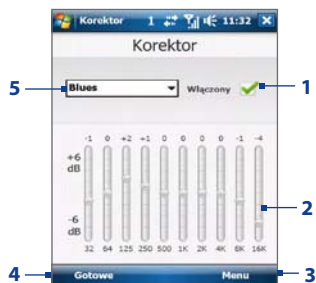 Korektor 1 11:32
Korektor
5 Blues Włączony 1
-1 0 +2 +1 0 0 0 0 -1 -4
+6
dB
2
-6
dB
32 64 125 250 500 1K 2K 4K 8K 16K
4 Gotowe Menu 3